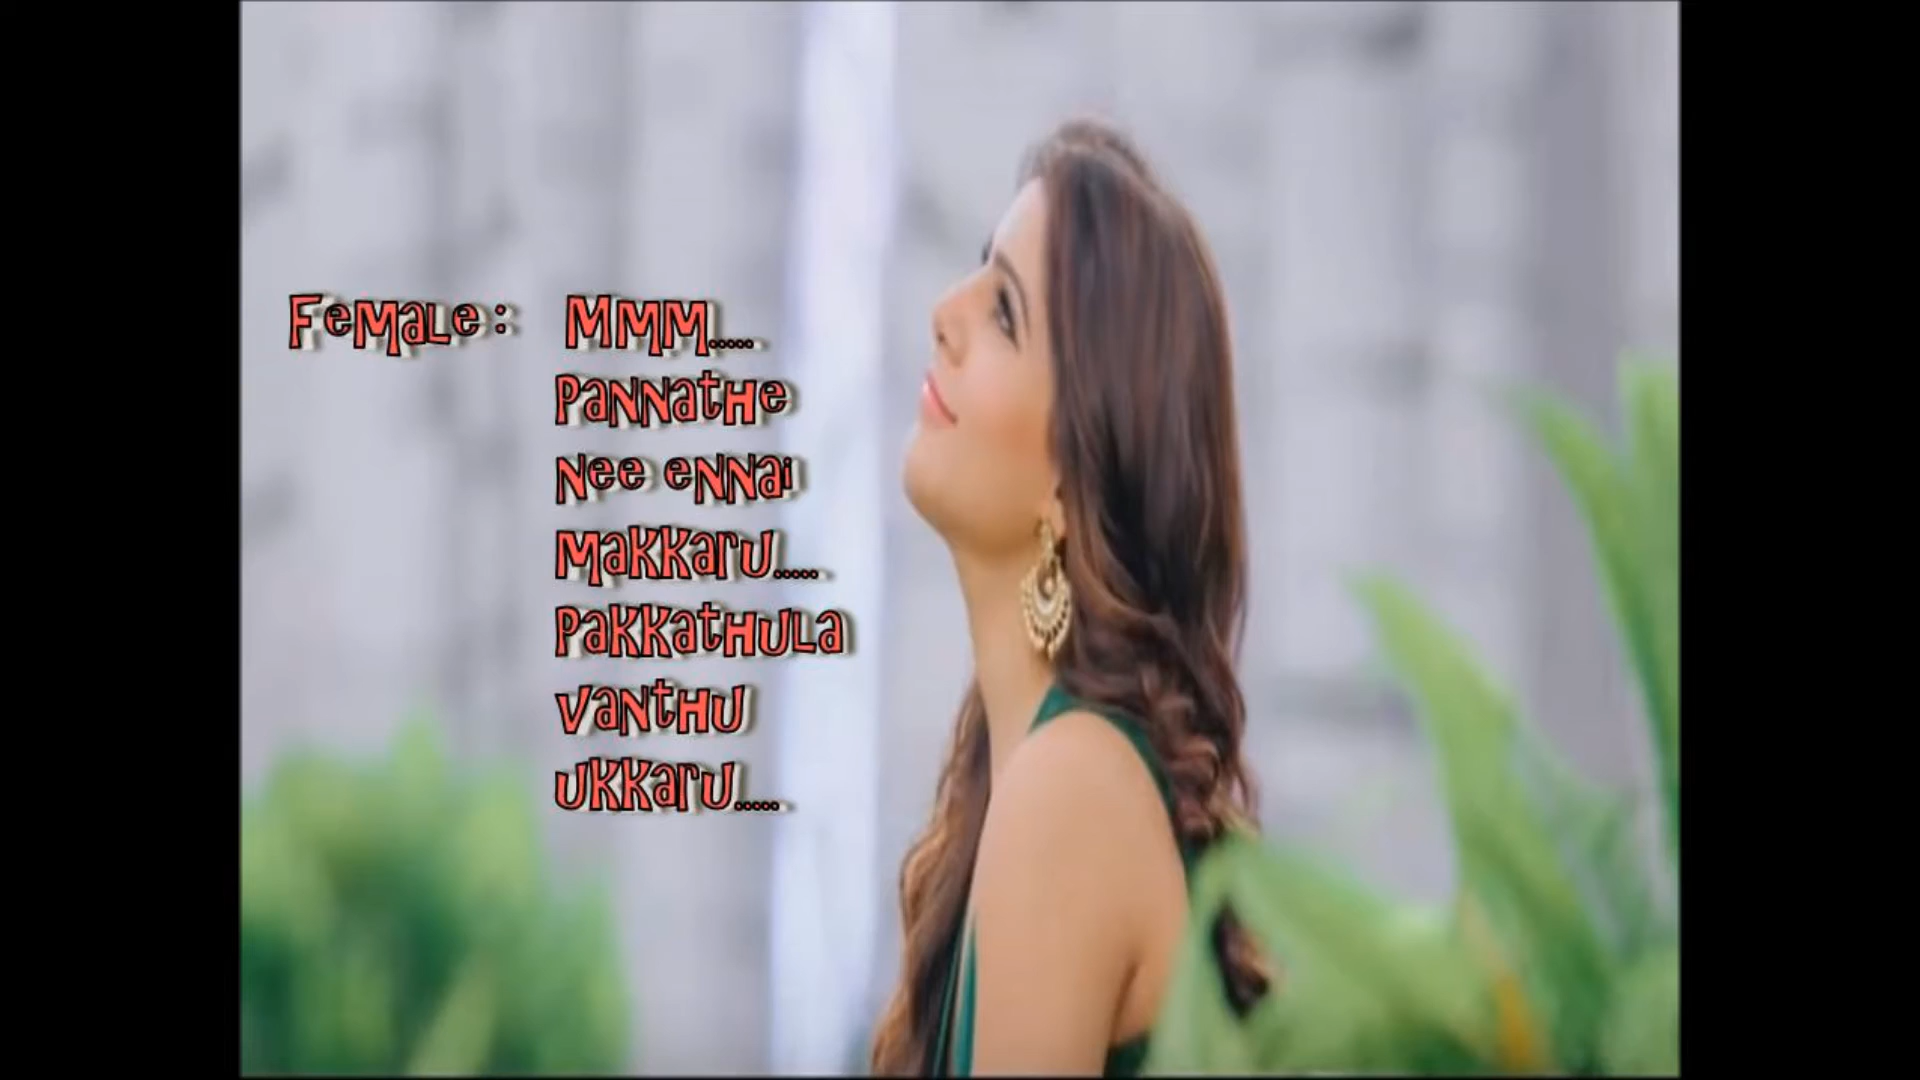 Female : Mmm.....
Pannathe
Nee ennai
Makkaru.....
Pakkathula
Vanthu
Ukkaru.....